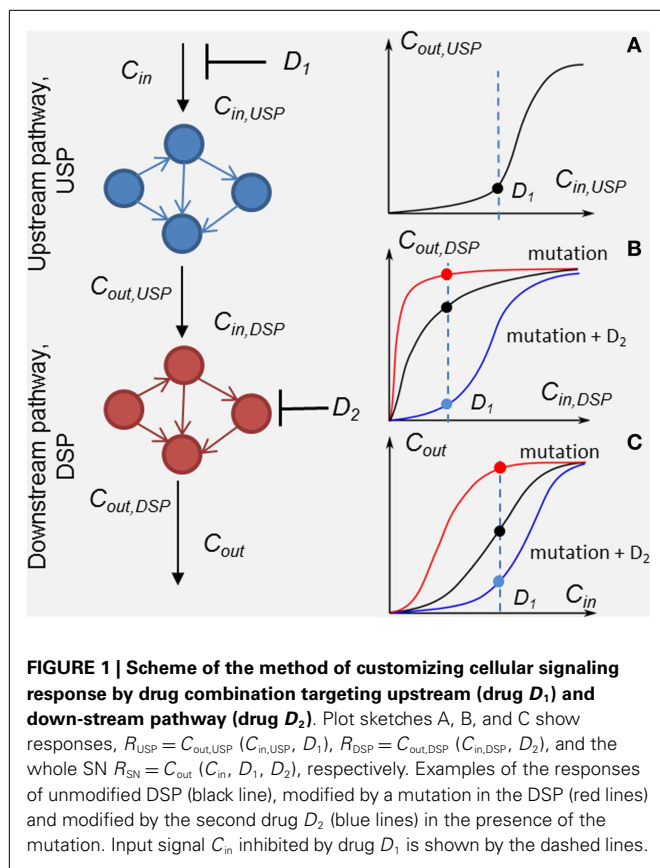 C_in
D_1
C_in,USP
Upstream pathway, USP
C_out,USP
C_in,DSP
D_2
Downstream pathway, DSP
C_out,DSP
C_out
A
C_out,USP
D_1
C_in,USP
B
C_out,DSP
mutation
mutation + D_2
D_1
C_in,DSP
C
C_out
mutation
mutation + D_2
D_1
C_in
FIGURE 1 | Scheme of the method of customizing cellular signaling
response by drug combination targeting upstream (drug D_1) and
down-stream pathway (drug D_2). Plot sketches A, B, and C show
responses, R_USP = C_out,USP (C_in,USP, D_1), R_DSP = C_out,DSP (C_in,DSP, D_2), and the
whole SN R_SN = C_out (C_in, D_1, D_2), respectively. Examples of the responses
of unmodified DSP (black line), modified by a mutation in the DSP (red lines)
and modified by the second drug D_2 (blue lines) in the presence of the
mutation. Input signal C_in inhibited by drug D_1 is shown by the dashed lines.